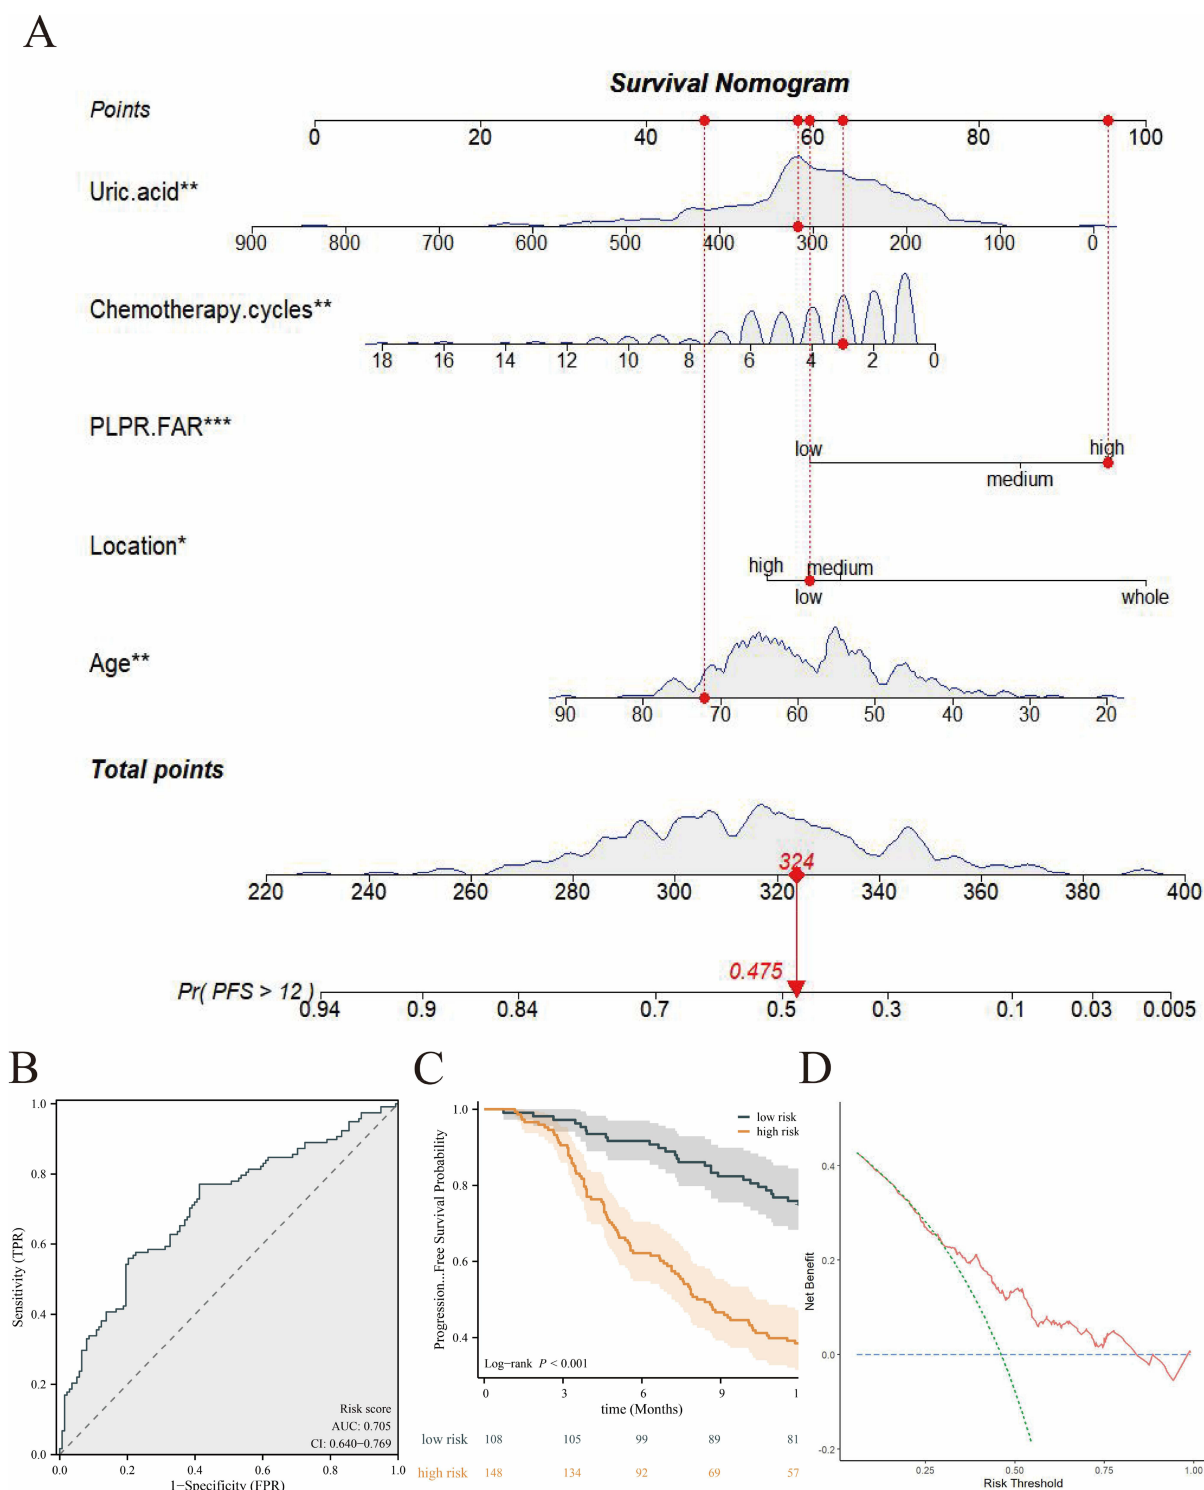 A
Survival Nomogram
Points
0 20 40 60 80 100
Uric.acid**
900 800 700 600 500 400 300 200 100 0
Chemotherapy.cycles**
18 16 14 12 10 8 6 4 2 0
PLPR.FAR***
low high
medium
Location*
high medium
low whole
Age**
90 80 70 60 50 40 30 20
Total points
324
220 240 260 280 300 320 340 360 380 400
0.475
Pr( PFS > 12 )
0.94 0.9 0.84 0.7 0.5 0.3 0.1 0.03 0.005
B
1.0
0.8
0.6
0.4
0.2
0.0
Sensitivity (TPR)
Risk score
AUC: 0.705
CI: 0.640−0.769
0.0 0.2 0.4 0.6 0.8 1.0
1−Specificity (FPR)
C
1.0
0.8
0.6
0.4
Progression...Free Survival Probability
low risk
high risk
Log−rank P < 0.001
0 3 6 9 1
time (Months)
low risk 108 105 99 89 81
high risk 148 134 92 69 57
D
0.4
0.2
0.0
-0.2
Net Benefit
0.25 0.50 0.75 1.00
Risk Threshold